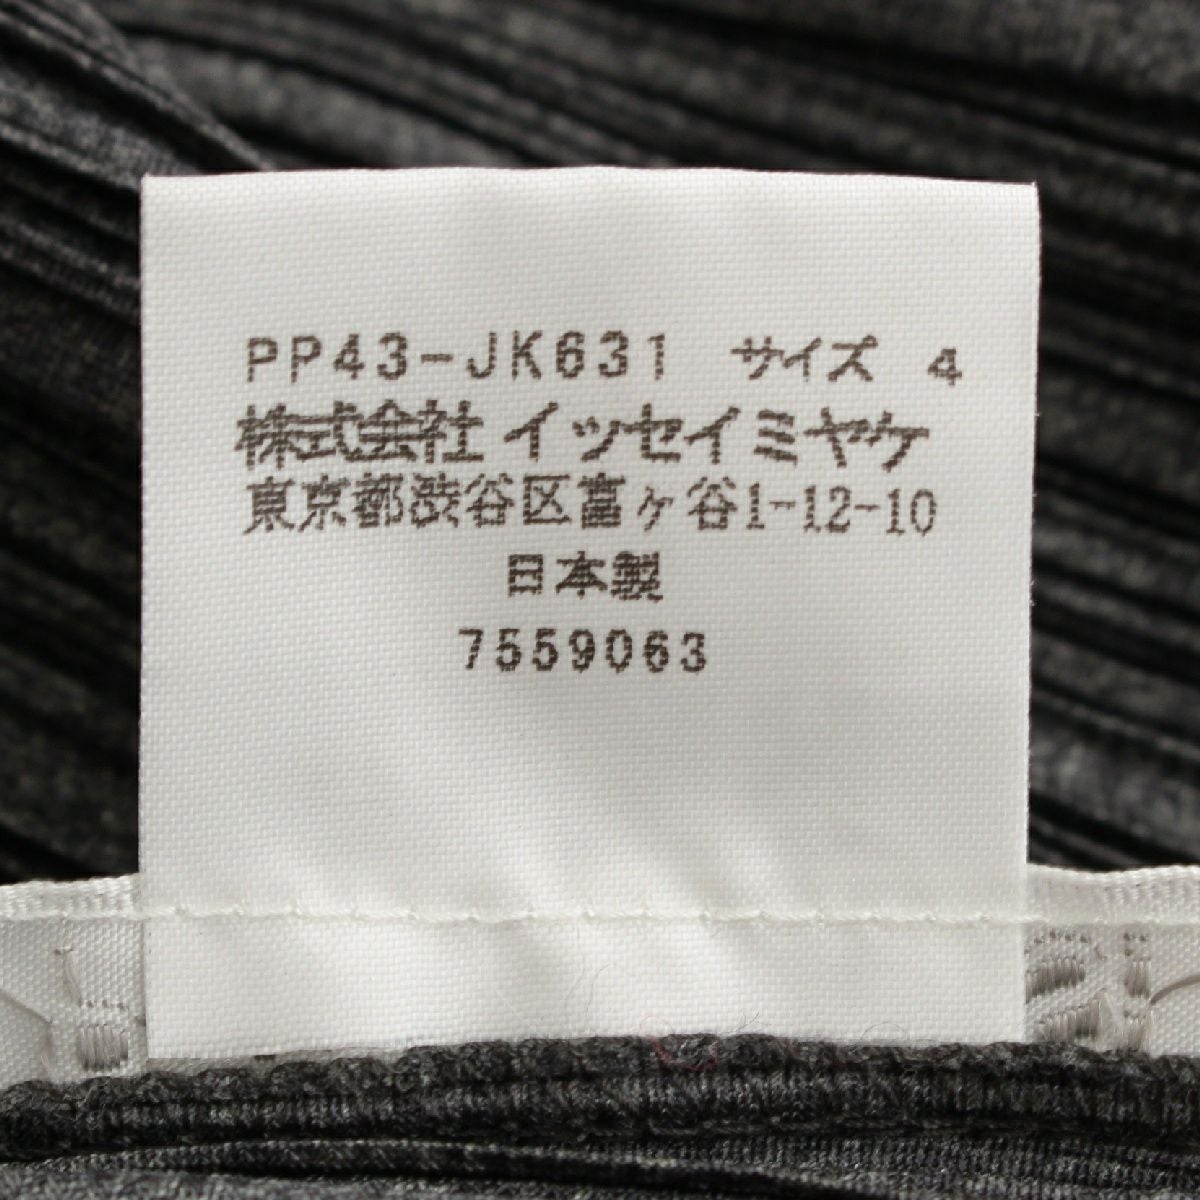 PP43-JK631 サイズ 4
株式会社 イッセイミヤケ
東京都渋谷区富ヶ谷1-12-10
日本製
7559063